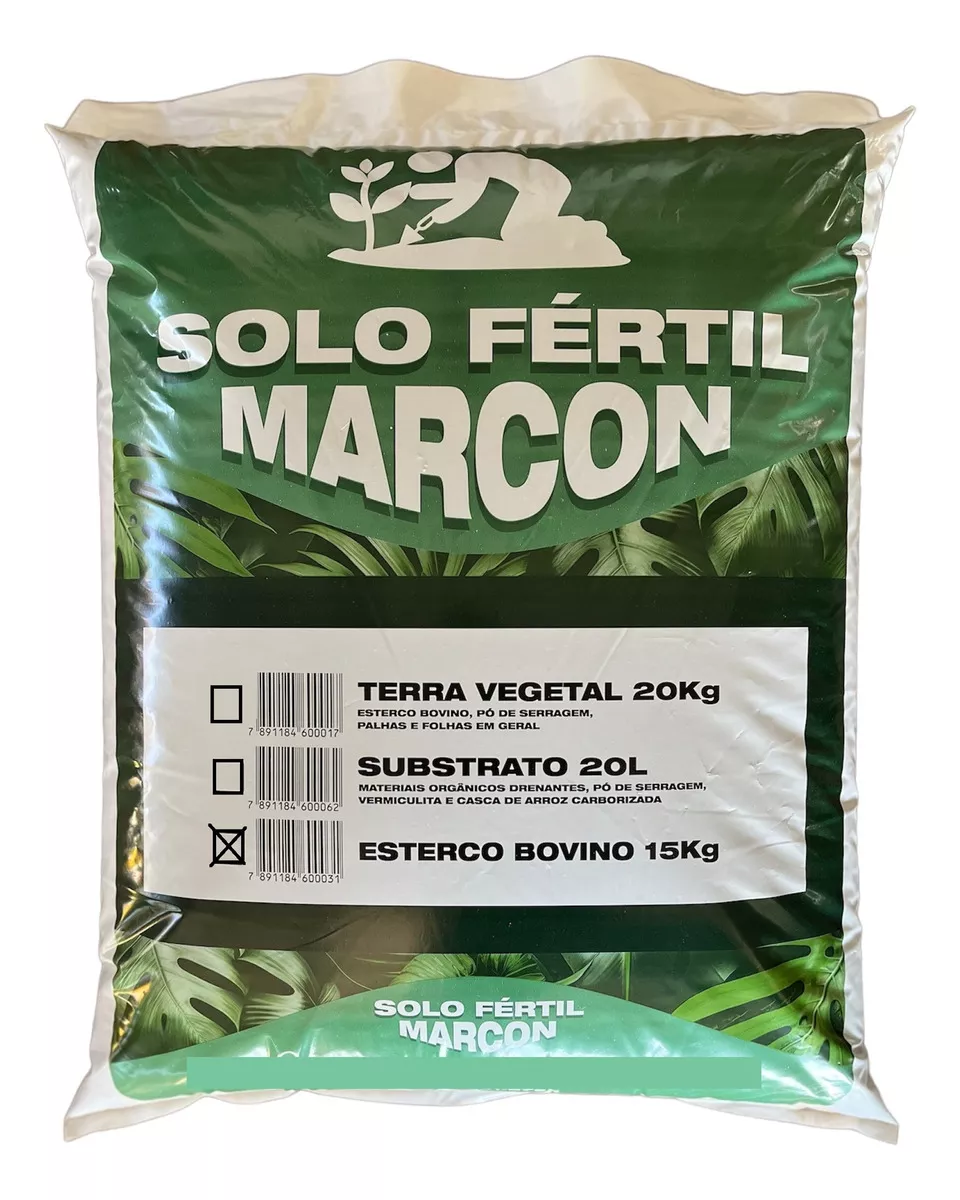 SOLO FÉRTIL
MARCON
TERRA VEGETAL 20Kg
ESTERCO BOVINO, PÓ DE SERRAGEM,
PALHAS E FOLHAS EM GERAL
7 891184 600017
SUBSTRATO 20L
MATERIAIS ORGÂNICOS DRENANTES, PÓ DE SERRAGEM,
VERMICULITA E CASCA DE ARROZ CARBORIZADA
7 891184 600062
ESTERCO BOVINO 15Kg
7 891184 600031
SOLO FÉRTIL
MARCON